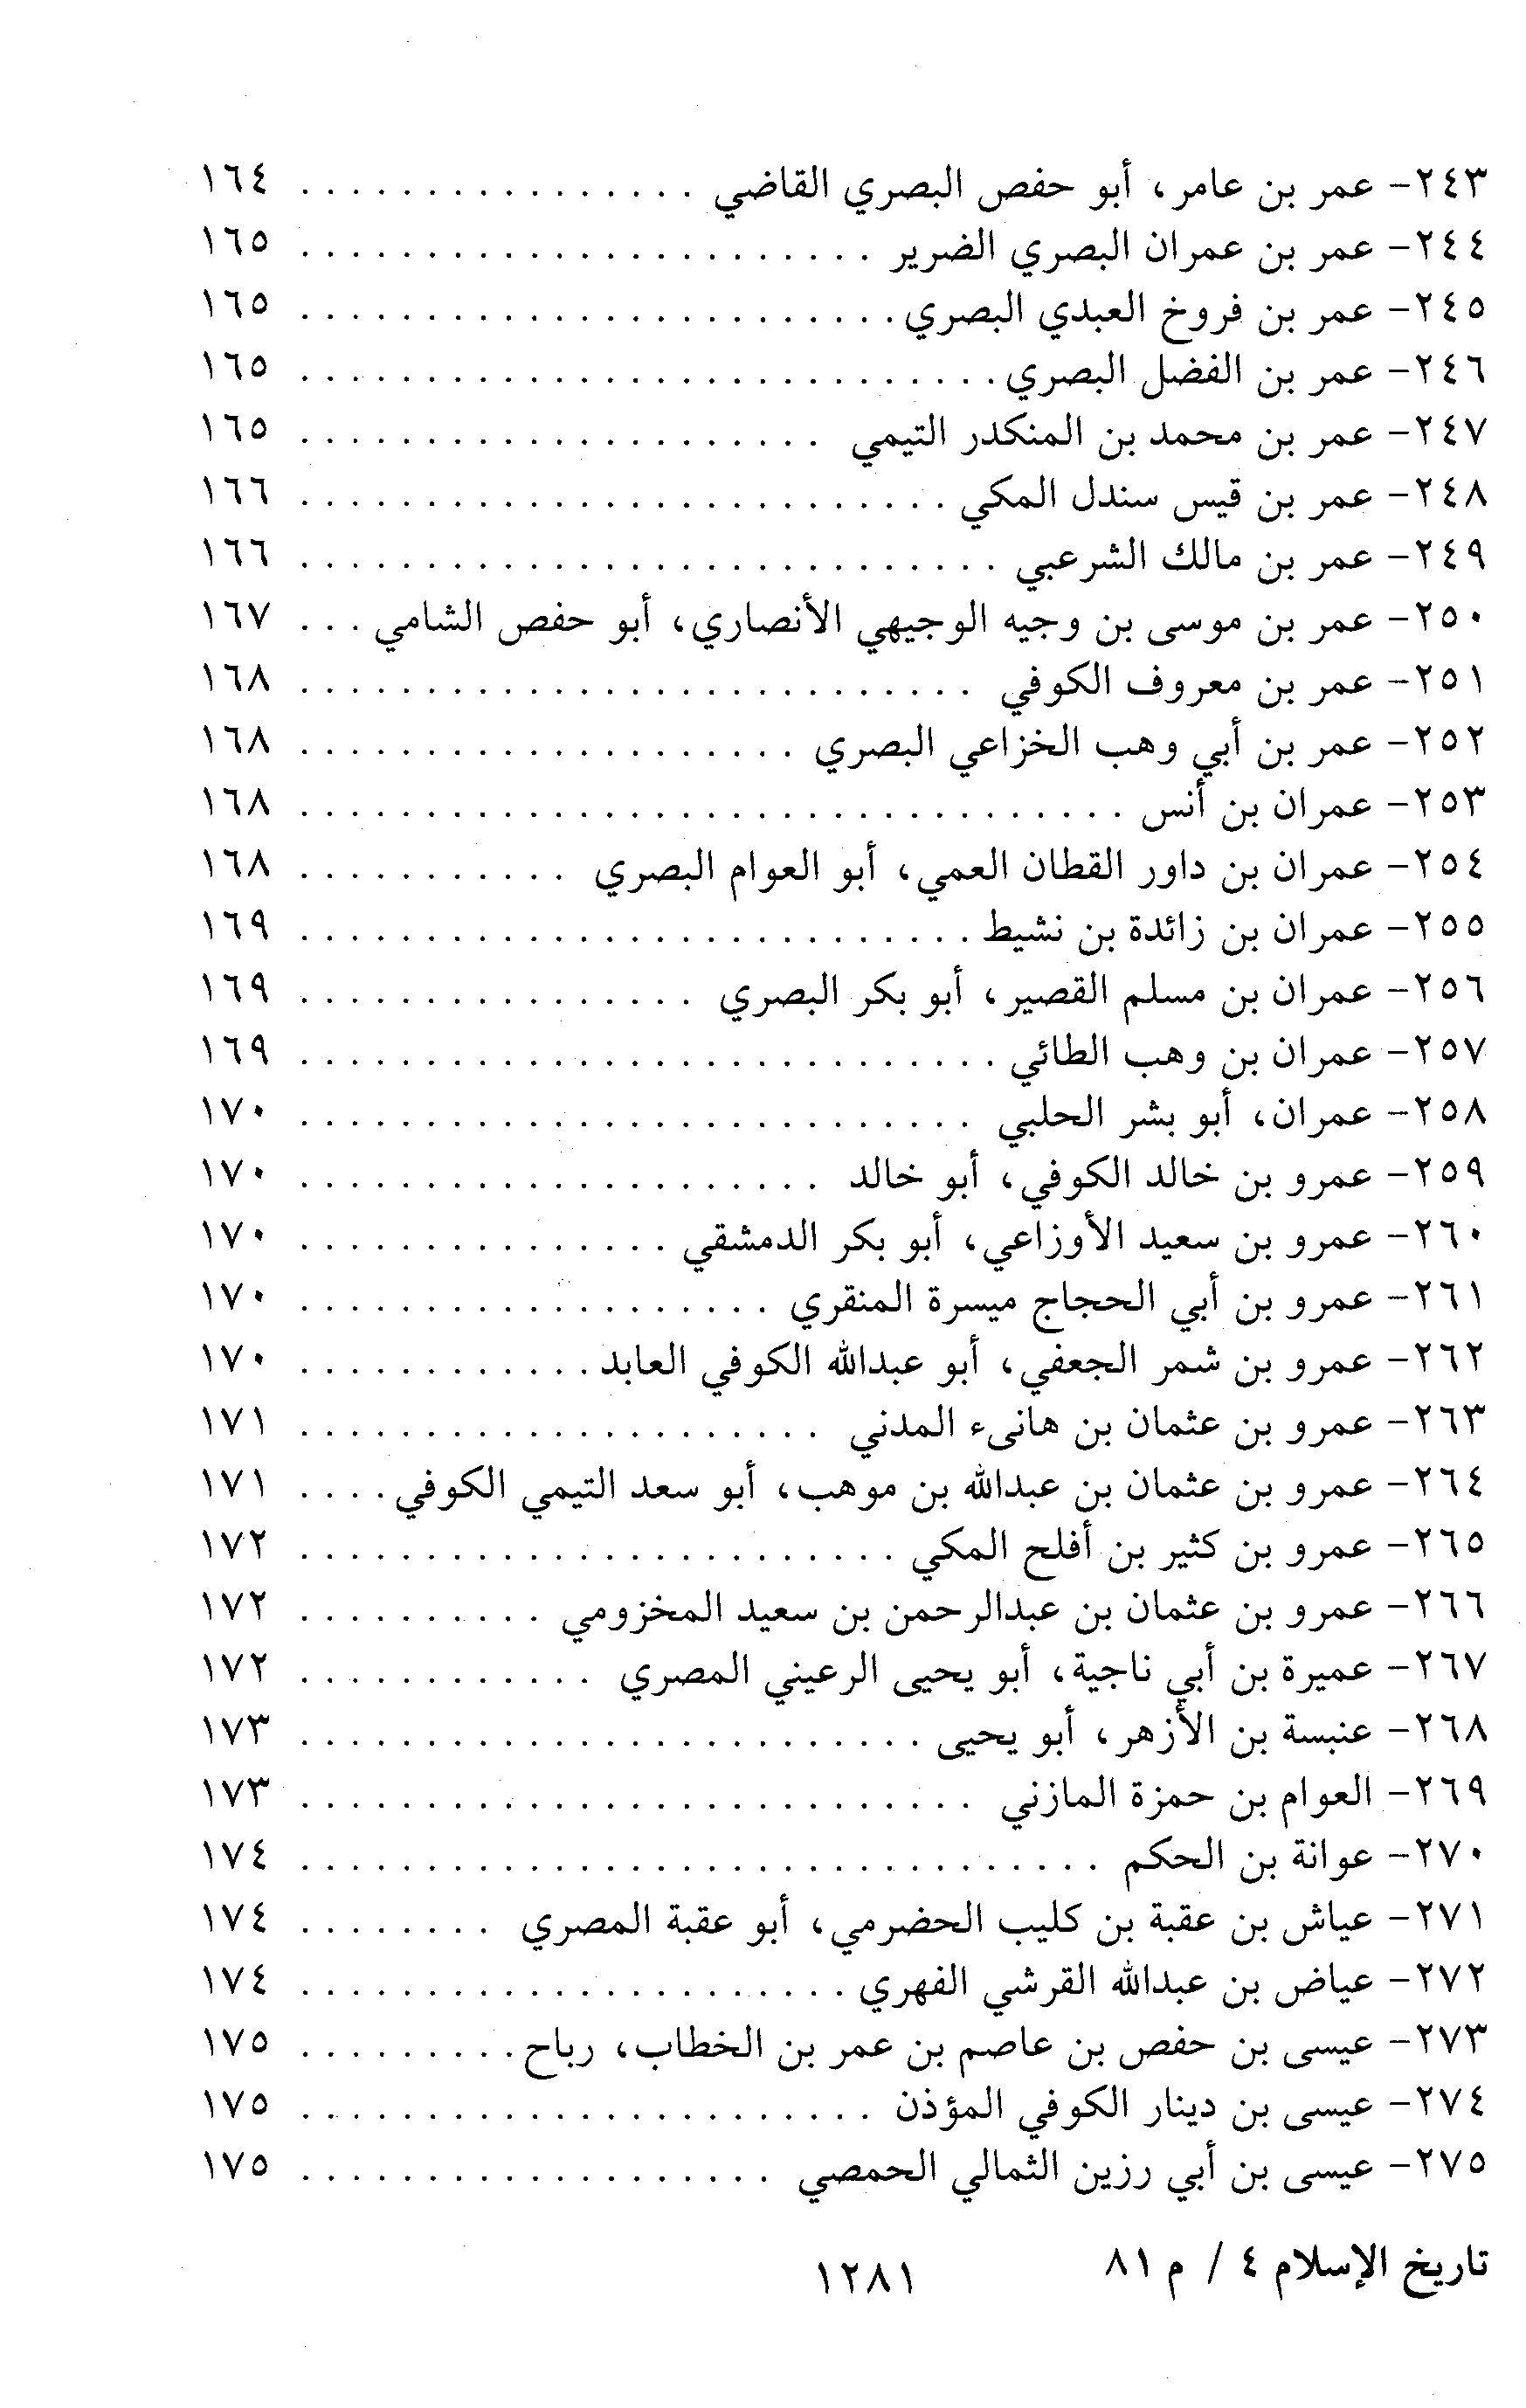 ٢٤٣- عمر بن عامر، أبو حفص البصري القاضي . . . . . . . . . . . . . . . . ١٦٤
٢٤٤- عمر بن عمران البصري الضرير . . . . . . . . . . . . . . . . . . . . . . . ١٦٥
٢٤٥- عمر بن فروخ العبدي البصري . . . . . . . . . . . . . . . . . . . . . . . . ١٦٥
٢٤٦- عمر بن الفضل البصري . . . . . . . . . . . . . . . . . . . . . . . . . . . . ١٦٥
٢٤٧- عمر بن محمد بن المنكدر التيمي . . . . . . . . . . . . . . . . . . . . . ١٦٥
٢٤٨- عمر بن قيس سندل المكي . . . . . . . . . . . . . . . . . . . . . . . . . . ١٦٦
٢٤٩- عمر بن مالك الشرعبي . . . . . . . . . . . . . . . . . . . . . . . . . . . . ١٦٦
٢٥٠- عمر بن موسى بن وجيه الوجيهي الأنصاري، أبو حفص الشامي . . . ١٦٧
٢٥١- عمر بن معروف الكوفي . . . . . . . . . . . . . . . . . . . . . . . . . . . ١٦٨
٢٥٢- عمر بن أبي وهب الخزاعي البصري . . . . . . . . . . . . . . . . . . . . ١٦٨
٢٥٣- عمران بن أنس . . . . . . . . . . . . . . . . . . . . . . . . . . . . . . . . . ١٦٨
٢٥٤- عمران بن داور القطان العمي، أبو العوام البصري . . . . . . . . . . . ١٦٨
٢٥٥- عمران بن زائدة بن نشيط . . . . . . . . . . . . . . . . . . . . . . . . . . . ١٦٩
٢٥٦- عمران بن مسلم القصير، أبو بكر البصري . . . . . . . . . . . . . . . . ١٦٩
٢٥٧- عمران بن وهب الطائي . . . . . . . . . . . . . . . . . . . . . . . . . . . . ١٦٩
٢٥٨- عمران، أبو بشر الحلبي . . . . . . . . . . . . . . . . . . . . . . . . . . . ١٧٠
٢٥٩- عمرو بن خالد الكوفي، أبو خالد . . . . . . . . . . . . . . . . . . . . . ١٧٠
٢٦٠- عمرو بن سعيد الأوزاعي، أبو بكر الدمشقي . . . . . . . . . . . . . . . ١٧٠
٢٦١- عمرو بن أبي الحجاج ميسرة المنقري . . . . . . . . . . . . . . . . . . . ١٧٠
٢٦٢- عمرو بن شمر الجعفي، أبو عبدالله الكوفي العابد . . . . . . . . . . . . ١٧٠
٢٦٣- عمرو بن عثمان بن هانىء المدني . . . . . . . . . . . . . . . . . . . . . ١٧١
٢٦٤- عمرو بن عثمان بن عبدالله بن موهب، أبو سعد التيمي الكوفي . . . . ١٧١
٢٦٥- عمرو بن كثير بن أفلح المكي . . . . . . . . . . . . . . . . . . . . . . . . ١٧٢
٢٦٦- عمرو بن عثمان بن عبدالرحمن بن سعيد المخزومي . . . . . . . . . . ١٧٢
٢٦٧- عميرة بن أبي ناجية، أبو يحيى الرعيني المصري . . . . . . . . . . . . ١٧٢
٢٦٨- عنبسة بن الأزهر، أبو يحيى . . . . . . . . . . . . . . . . . . . . . . . . . ١٧٣
٢٦٩- العوام بن حمزة المازني . . . . . . . . . . . . . . . . . . . . . . . . . . . ١٧٣
٢٧٠- عوانة بن الحكم . . . . . . . . . . . . . . . . . . . . . . . . . . . . . . . . ١٧٤
٢٧١- عياش بن عقبة بن كليب الحضرمي، أبو عقبة المصري . . . . . . . . ١٧٤
٢٧٢- عياض بن عبدالله القرشي الفهري . . . . . . . . . . . . . . . . . . . . . . ١٧٤
٢٧٣- عيسى بن حفص بن عاصم بن عمر بن الخطاب، رباح . . . . . . . . . ١٧٥
٢٧٤- عيسى بن دينار الكوفي المؤذن . . . . . . . . . . . . . . . . . . . . . . . ١٧٥
٢٧٥- عيسى بن أبي رزين الثمالي الحمصي . . . . . . . . . . . . . . . . . . . ١٧٥
تاريخ الإسلام ٤ / م ٨١
١٢٨١